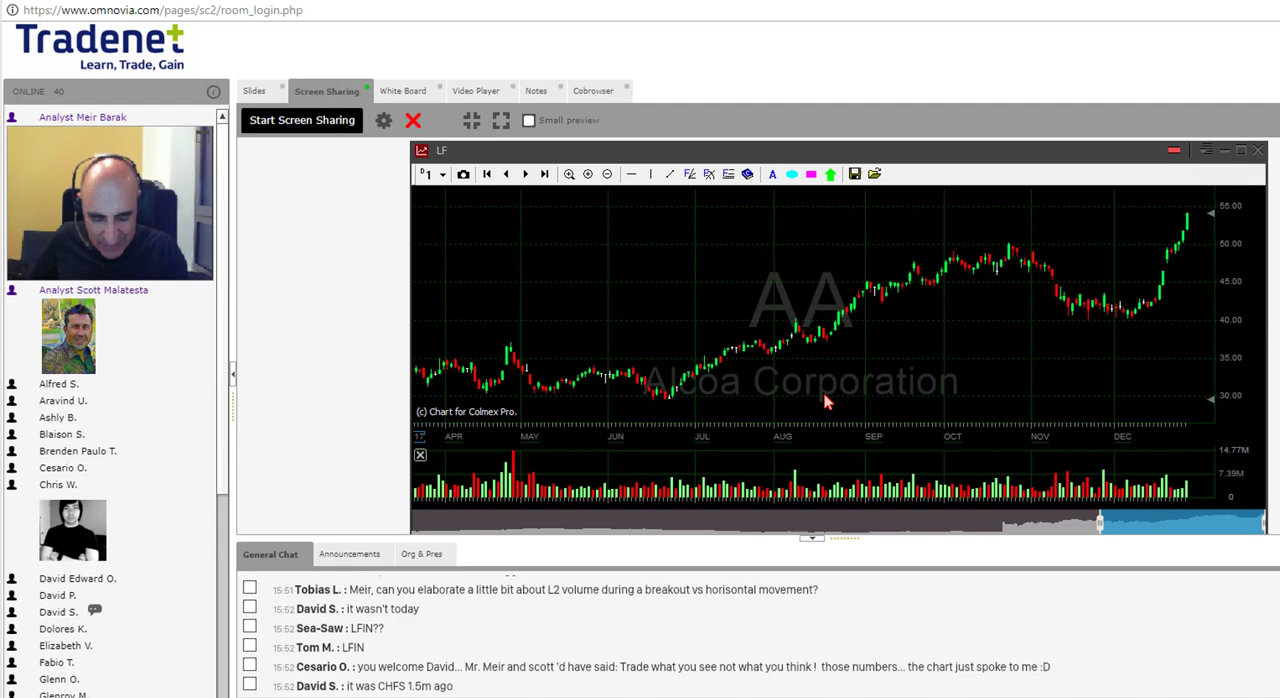 https://www.omnovia.com/pages/sc2/room_login.php
Tradenet
Learn, Trade, Gain
ONLINE 40
Analyst Meir Barak
Analyst Scott Malatesta
Alfred S.
Aravind U.
Ashly B.
Blaison S.
Brenden Paulo T.
Cesario O.
Chris W.
David Edward O.
David P.
David S.
Dolores K.
Elizabeth V.
Fabio T.
Glenn O.
Glenroy M.
Slides
Screen Sharing
White Board
Video Player
Notes
Cobrowser
Start Screen Sharing
Small preview
LF
D1
A
AA
Alcoa Corporation
55.00
50.00
45.00
40.00
35.00
30.00
(c) Chart for Colmex Pro.
17 APR MAY JUN JUL AUG SEP OCT NOV DEC
14.77M
7.39M
0
General Chat
Announcements
Org & Pres
15:51 Tobias L. : Meir, can you elaborate a little bit about L2 volume during a breakout vs horisontal movement?
15:52 David S. : it wasn't today
15:52 Sea-Saw : LFIN??
15:52 Tom M. : LFIN
15:52 Cesario O. : you welcome David... Mr. Meir and scott 'd have said: Trade what you see not what you think ! those numbers... the chart just spoke to me :D
15:52 David S. : it was CHFS 1.5m ago